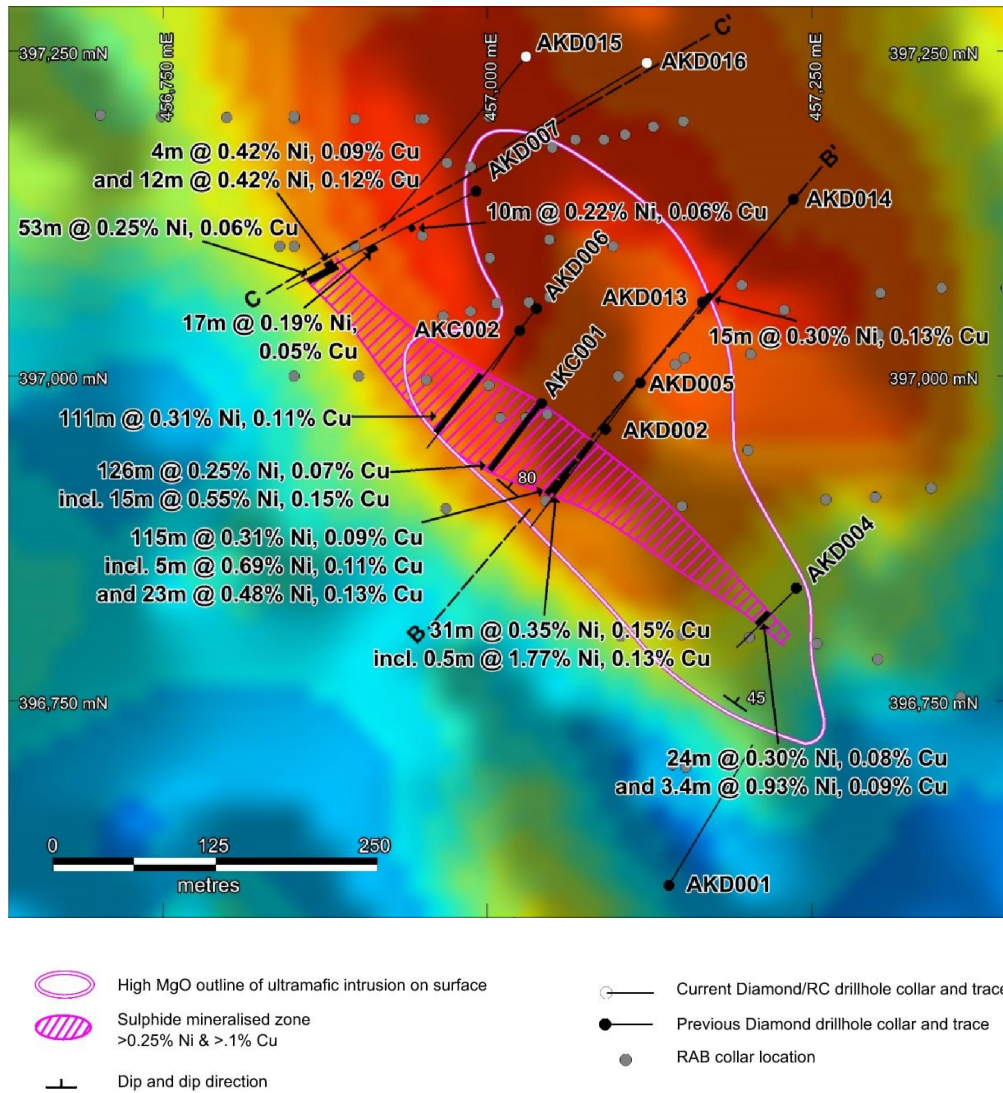 397,250 mN
456,750 mE
457,000 mE
457,250 mE
397,250 mN
C'
AKD015
AKD016
AKD007
B'
AKD014
4m @ 0.42% Ni, 0.09% Cu
and 12m @ 0.42% Ni, 0.12% Cu
10m @ 0.22% Ni, 0.06% Cu
53m @ 0.25% Ni, 0.06% Cu
AKD006
C
AKD013
17m @ 0.19% Ni,
0.05% Cu
AKC002
15m @ 0.30% Ni, 0.13% Cu
397,000 mN
AKC001
397,000 mN
AKD005
111m @ 0.31% Ni, 0.11% Cu
AKD002
126m @ 0.25% Ni, 0.07% Cu
incl. 15m @ 0.55% Ni, 0.15% Cu
80
115m @ 0.31% Ni, 0.09% Cu
incl. 5m @ 0.69% Ni, 0.11% Cu
and 23m @ 0.48% Ni, 0.13% Cu
AKD004
B
31m @ 0.35% Ni, 0.15% Cu
incl. 0.5m @ 1.77% Ni, 0.13% Cu
396,750 mN
45
396,750 mN
24m @ 0.30% Ni, 0.08% Cu
and 3.4m @ 0.93% Ni, 0.09% Cu
0 125 250
metres
AKD001
High MgO outline of ultramafic intrusion on surface
Sulphide mineralised zone
>0.25% Ni & >.1% Cu
Dip and dip direction
Current Diamond/RC drillhole collar and trace
Previous Diamond drillhole collar and trace
RAB collar location